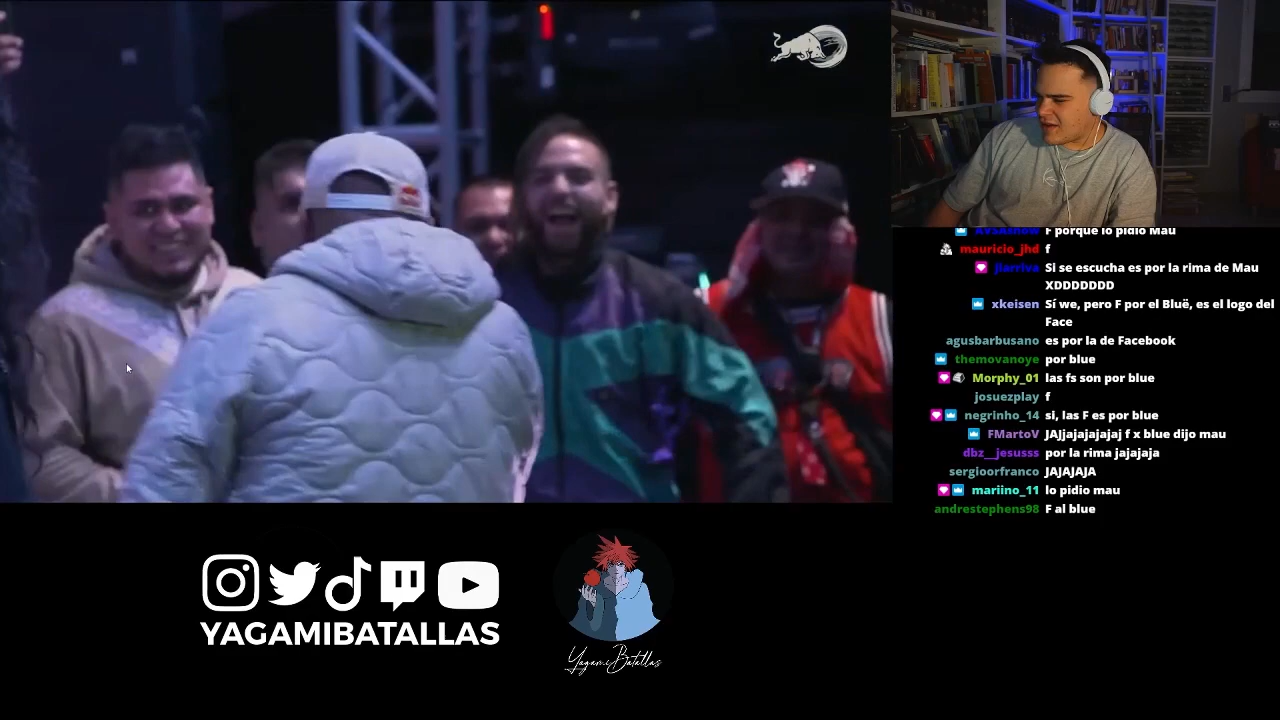 AVSAshow F porque lo pidio Mau
mauricio_jhd f
jlarriva Si se escucha es por la rima de Mau
XDDDDDDD
xkeisen Sí we, pero F por el Bluë, es el logo del
Face
agusbarbusano es por la de Facebook
themovanoye por blue
Morphy_01 las fs son por blue
josuezplay f
negrinho_14 si, las F es por blue
FMartoV JAJjajajajaj f x blue dijo mau
dbz__jesusss por la rima jajajaja
sergioorfranco JAJAJAJA
mariino_11 lo pidio mau
andrestephens98 F al blue
YAGAMIBATALLAS
YagamiBatallas